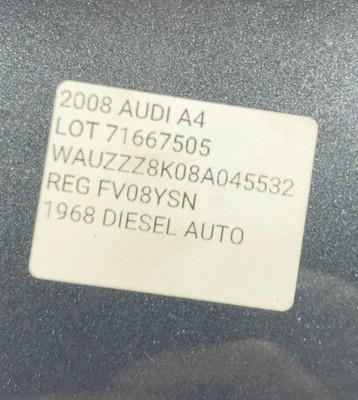 2008 AUDI A4
LOT 71667505
WAUZZZ8K08A045532
REG FV08YSN
1968 DIESEL AUTO